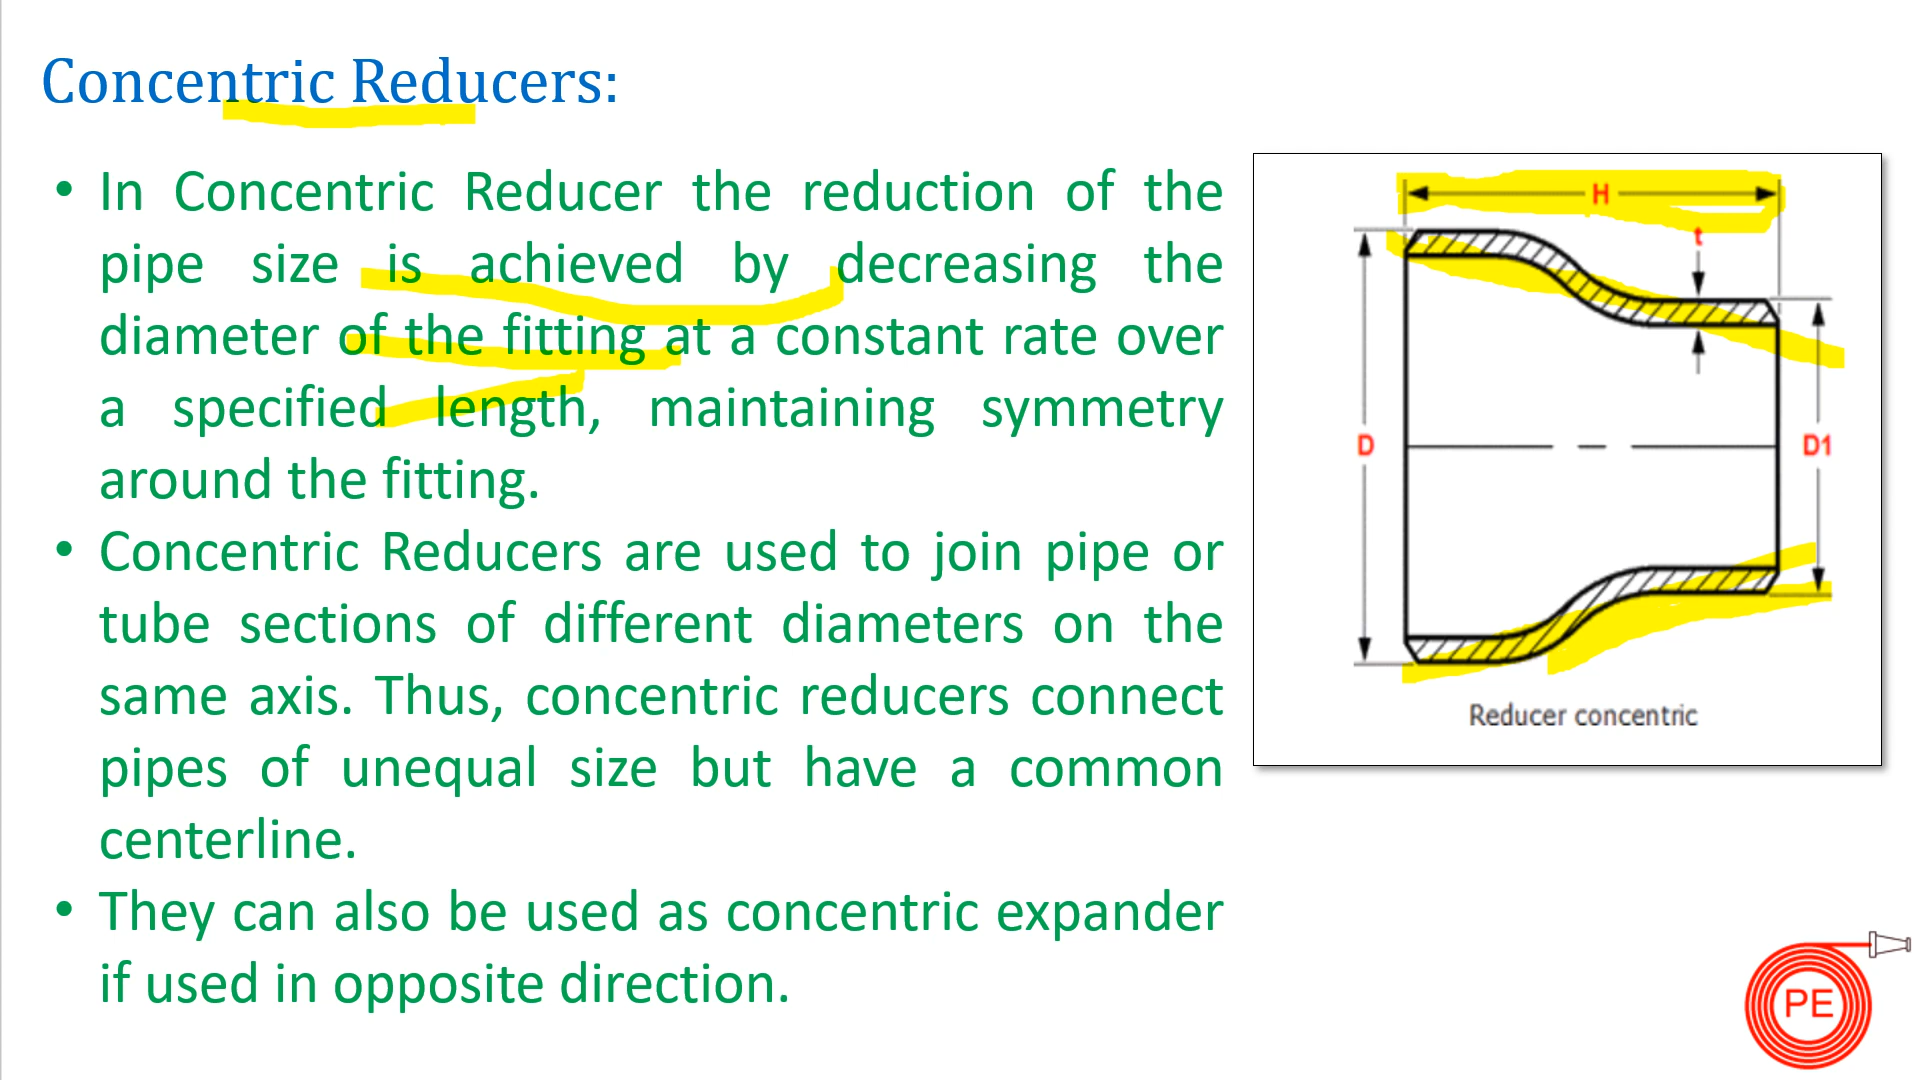 Concentric Reducers:
• In Concentric Reducer the reduction of the
pipe size is achieved by decreasing the
diameter of the fitting at a constant rate over
a specified length, maintaining symmetry
around the fitting.
• Concentric Reducers are used to join pipe or
tube sections of different diameters on the
same axis. Thus, concentric reducers connect
pipes of unequal size but have a common
centerline.
• They can also be used as concentric expander
if used in opposite direction.
H
t
D
D1
Reducer concentric
PE